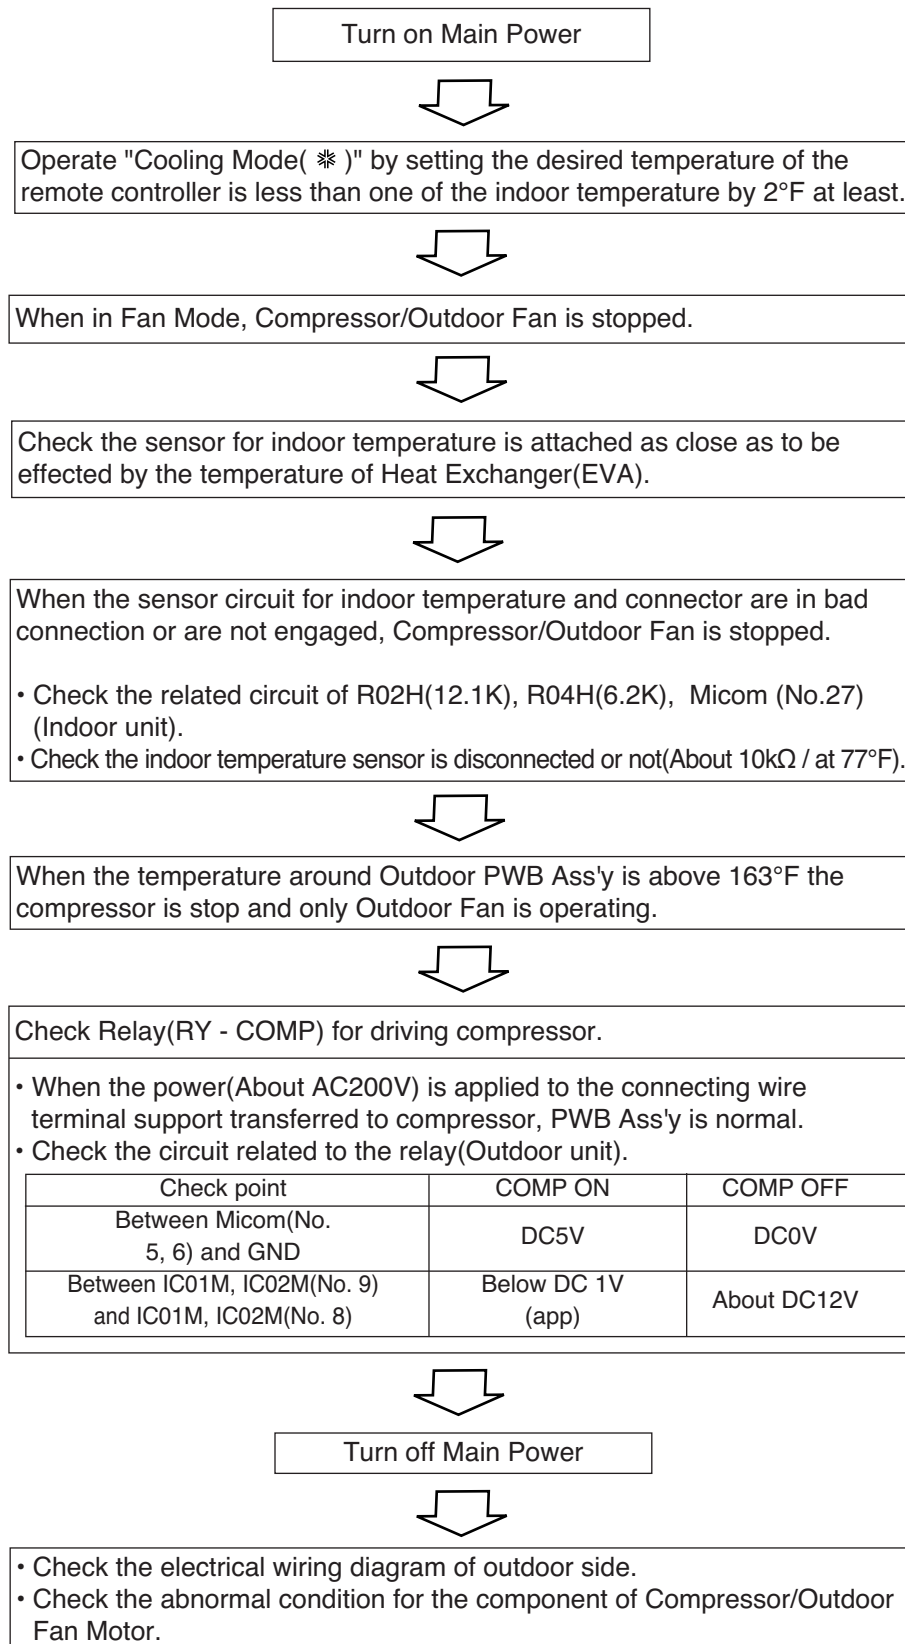 Turn on Main Power
Operate "Cooling Mode( ❊ )" by setting the desired temperature of the
remote controller is less than one of the indoor temperature by 2°F at least.
When in Fan Mode, Compressor/Outdoor Fan is stopped.
Check the sensor for indoor temperature is attached as close as to be
effected by the temperature of Heat Exchanger(EVA).
When the sensor circuit for indoor temperature and connector are in bad
connection or are not engaged, Compressor/Outdoor Fan is stopped.
• Check the related circuit of R02H(12.1K), R04H(6.2K), Micom (No.27)
(Indoor unit).
• Check the indoor temperature sensor is disconnected or not(About 10kΩ / at 77°F).
When the temperature around Outdoor PWB Ass'y is above 163°F the
compressor is stop and only Outdoor Fan is operating.
Check Relay(RY - COMP) for driving compressor.
• When the power(About AC200V) is applied to the connecting wire
terminal support transferred to compressor, PWB Ass'y is normal.
• Check the circuit related to the relay(Outdoor unit).
Check point COMP ON COMP OFF
Between Micom(No.
5, 6) and GND
DC5V
DC0V
Between IC01M, IC02M(No. 9)
and IC01M, IC02M(No. 8)
Below DC 1V
(app)
About DC12V
Turn off Main Power
• Check the electrical wiring diagram of outdoor side.
• Check the abnormal condition for the component of Compressor/Outdoor
Fan Motor.